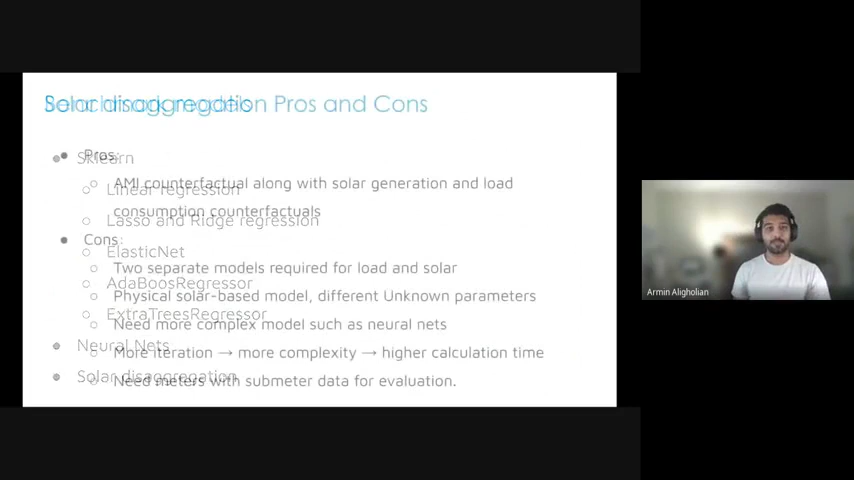 Solar disaggregation Pros and Cons
Benchmark models
Pros:
AMI counterfactual along with solar generation and load
consumption counterfactuals
Cons:
Two separate models required for load and solar
Physical solar-based model, different Unknown parameters
Need more complex model such as neural nets
More iteration → more complexity → higher calculation time
Need meters with submeter data for evaluation.
Sklearn
Linear regression
Lasso and Ridge regression
ElasticNet
AdaBoosRegressor
ExtraTreesRegressor
Neural Nets
Solar disaggregation
Armin Aligholian